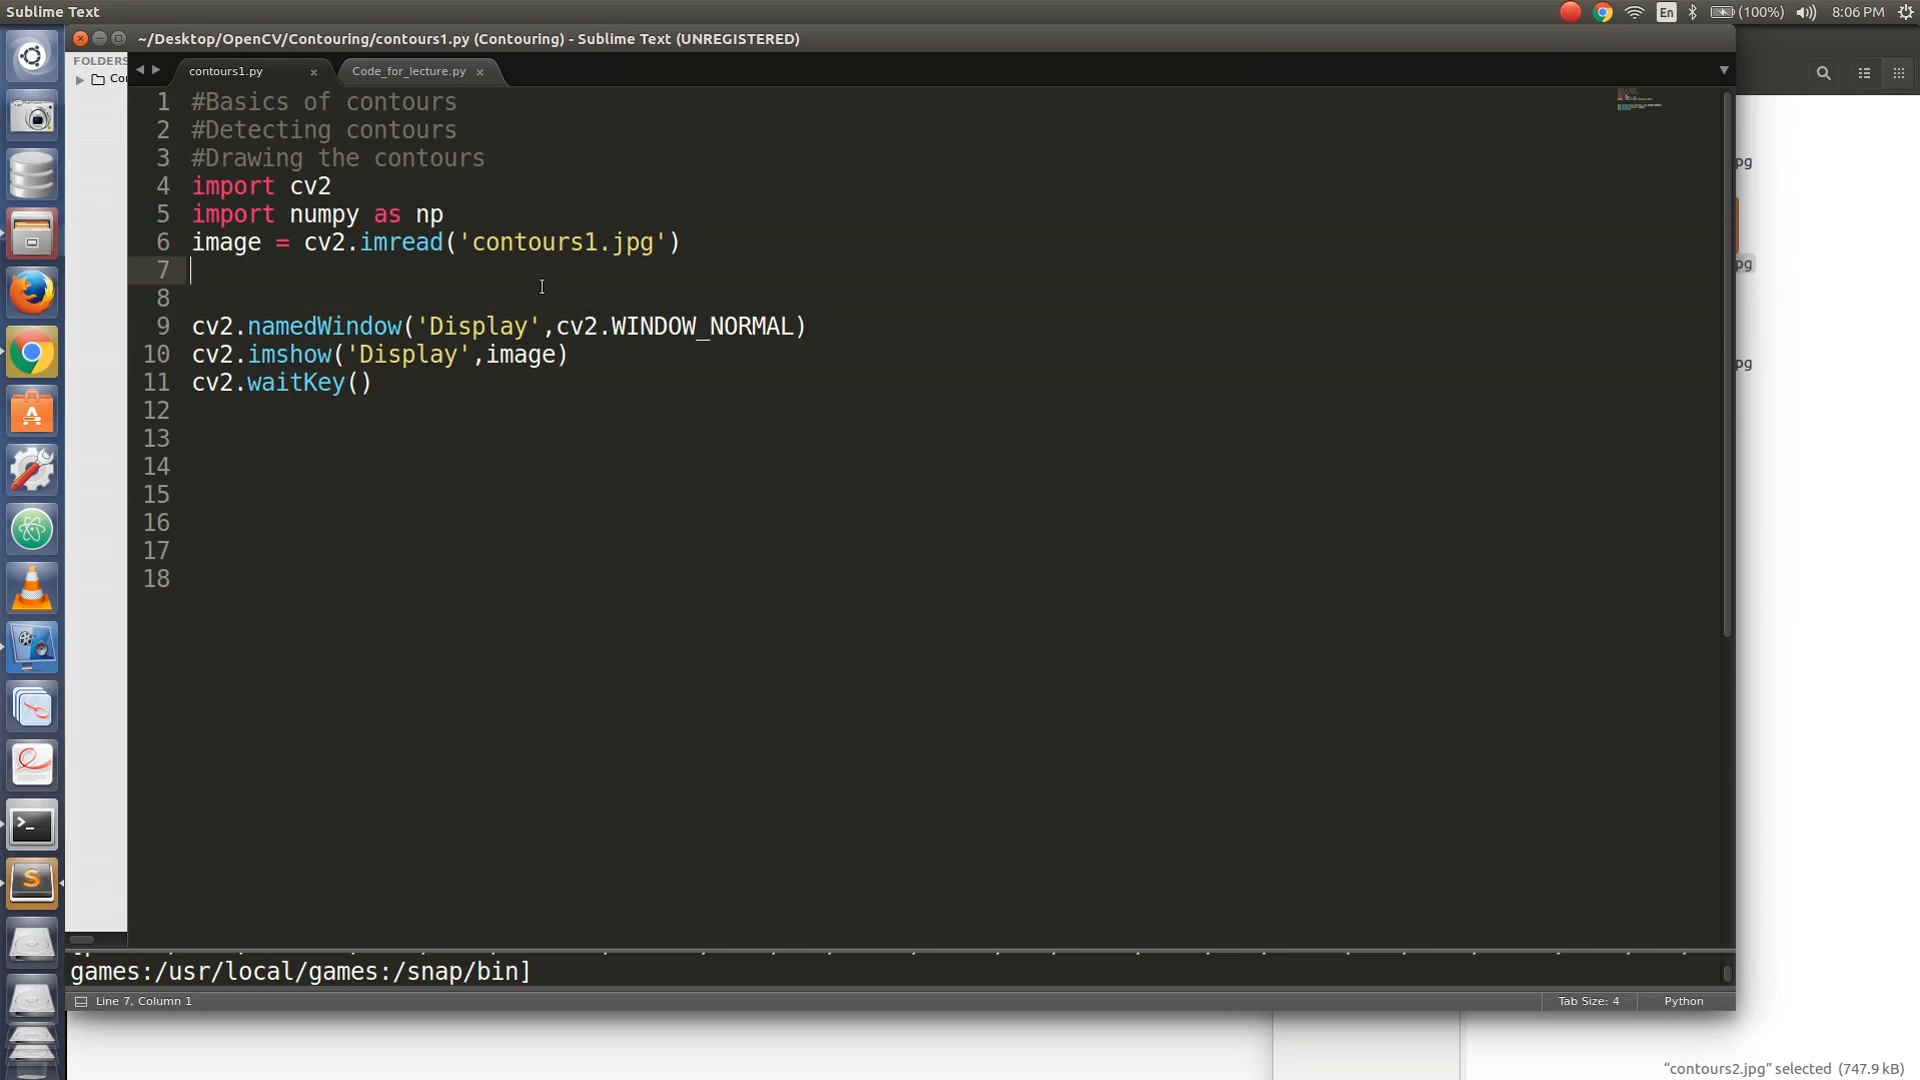 Sublime Text
En
(100%)
8:06 PM
~/Desktop/OpenCV/Contouring/contours1.py (Contouring) - Sublime Text (UNREGISTERED)
FOLDERS
contours1.py
Code_for_lecture.py
1 #Basics of contours
2 #Detecting contours
3 #Drawing the contours
4 import cv2
5 import numpy as np
6 image = cv2.imread('contours1.jpg')
7
8
9 cv2.namedWindow('Display',cv2.WINDOW_NORMAL)
10 cv2.imshow('Display',image)
11 cv2.waitKey()
12
13
14
15
16
17
18
pg
pg
pg
games:/usr/local/games:/snap/bin]
Line 7, Column 1
Tab Size: 4
Python
"contours2.jpg" selected (747.9 kB)